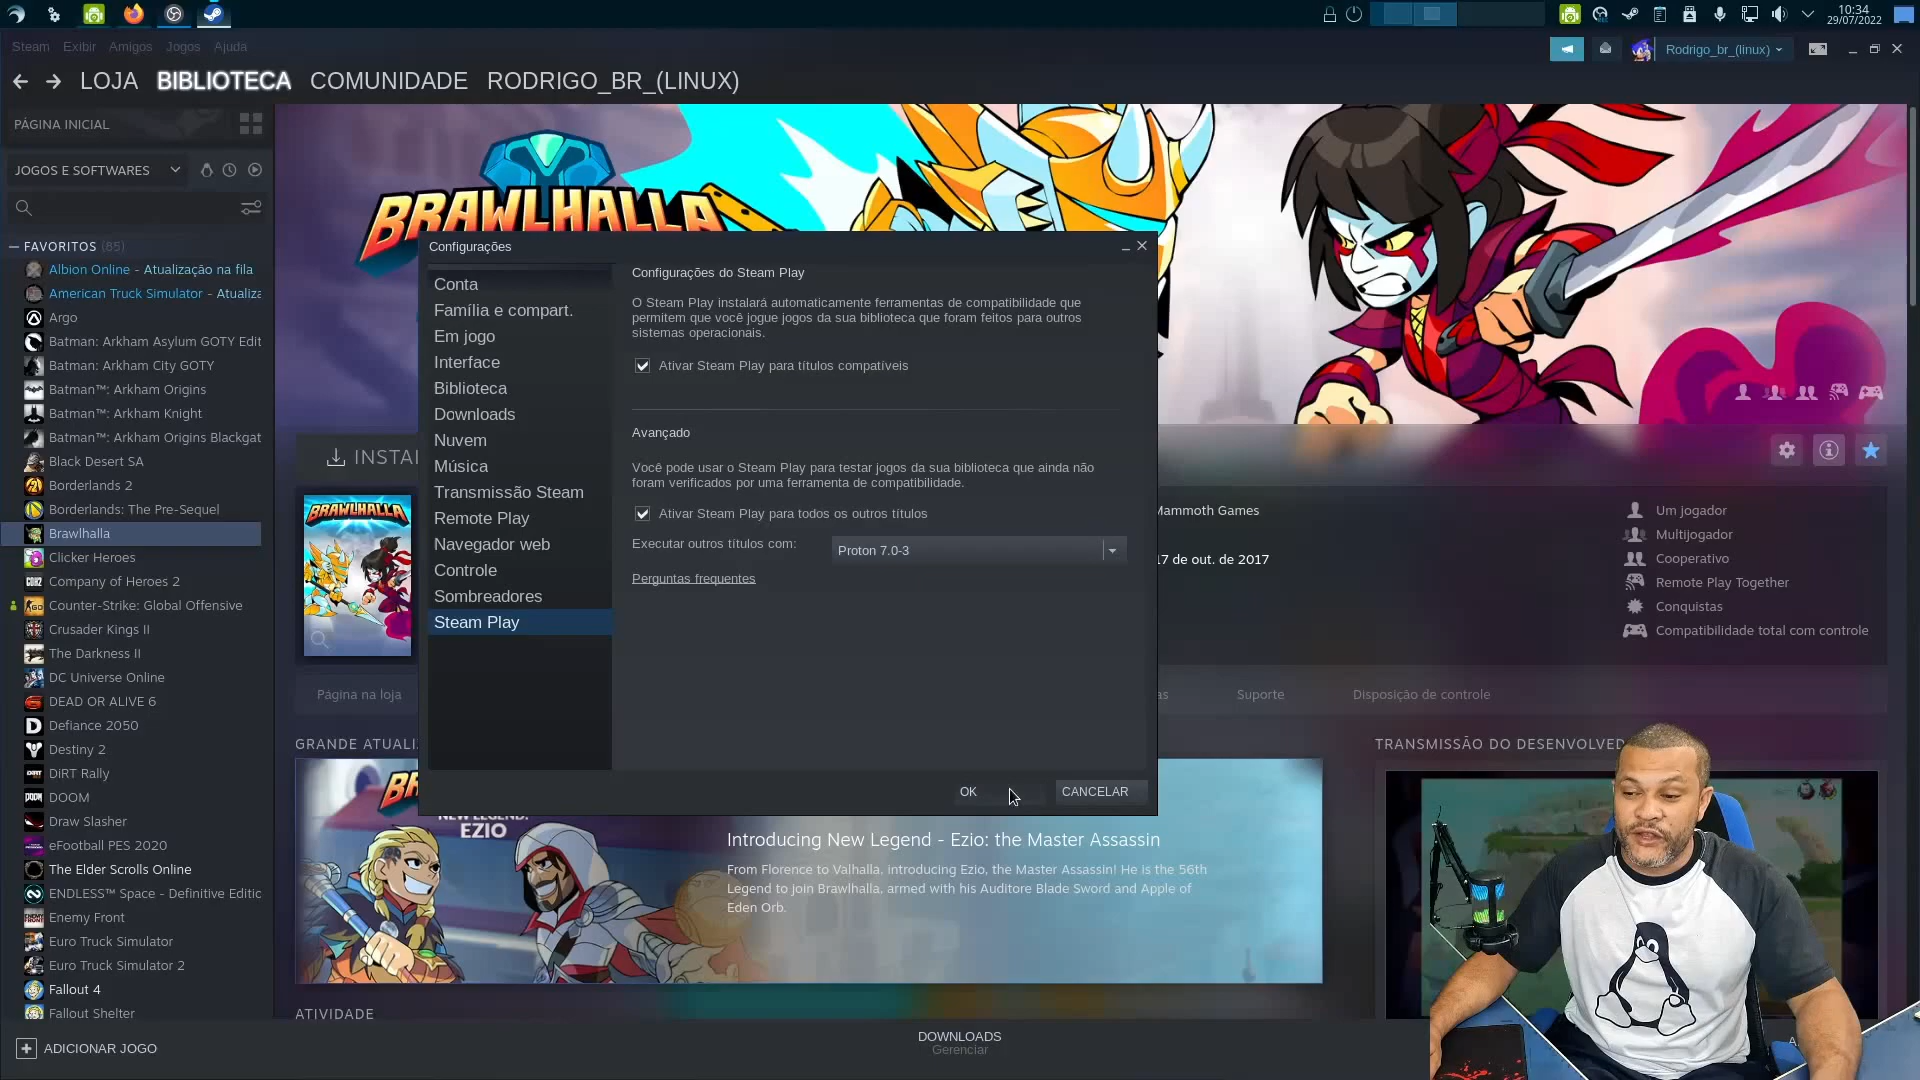 10:34
29/07/2022
Steam Exibir Amigos Jogos Ajuda
Rodrigo_br_(linux)
LOJA BIBLIOTECA COMUNIDADE RODRIGO_BR_(LINUX)
PÁGINA INICIAL
JOGOS E SOFTWARES
FAVORITOS (85)
Albion Online - Atualização na fila
American Truck Simulator - Atualiza
Argo
Batman: Arkham Asylum GOTY Edit
Batman: Arkham City GOTY
Batman™: Arkham Origins
Batman™: Arkham Knight
Batman™: Arkham Origins Blackgat
Black Desert SA
Borderlands 2
Borderlands: The Pre-Sequel
Brawlhalla
Clicker Heroes
Company of Heroes 2
Counter-Strike: Global Offensive
Crusader Kings II
The Darkness II
DC Universe Online
DEAD OR ALIVE 6
Defiance 2050
Destiny 2
DiRT Rally
DOOM
Draw Slasher
eFootball PES 2020
The Elder Scrolls Online
ENDLESS™ Space - Definitive Editic
Enemy Front
Euro Truck Simulator
Euro Truck Simulator 2
Fallout 4
Fallout Shelter
ADICIONAR JOGO
BRAWLHALLA
INSTAL
BRAWLHALLA
Configurações
Conta
Família e compart.
Em jogo
Interface
Biblioteca
Downloads
Nuvem
Música
Transmissão Steam
Remote Play
Navegador web
Controle
Sombreadores
Steam Play
Configurações do Steam Play
O Steam Play instalará automaticamente ferramentas de compatibilidade que
permitem que você jogue jogos da sua biblioteca que foram feitos para outros
sistemas operacionais.
Ativar Steam Play para títulos compatíveis
Avançado
Você pode usar o Steam Play para testar jogos da sua biblioteca que ainda não
foram verificados por uma ferramenta de compatibilidade.
Ativar Steam Play para todos os outros títulos
Executar outros títulos com: Proton 7.0-3
Perguntas frequentes
OK CANCELAR
Mammoth Games
17 de out. de 2017
Um jogador
Multijogador
Cooperativo
Remote Play Together
Conquistas
Compatibilidade total com controle
Página na loja
as
Suporte
Disposição de controle
GRANDE ATUALI
TRANSMISSÃO DO DESENVOLVED
BR
NEW LEGEND:
EZIO
Introducing New Legend - Ezio: the Master Assassin
From Florence to Valhalla, introducing Ezio, the Master Assassin! He is the 56th
Legend to join Brawlhalla, armed with his Auditore Blade Sword and Apple of
Eden Orb.
ATIVIDADE
DOWNLOADS
Gerenciar